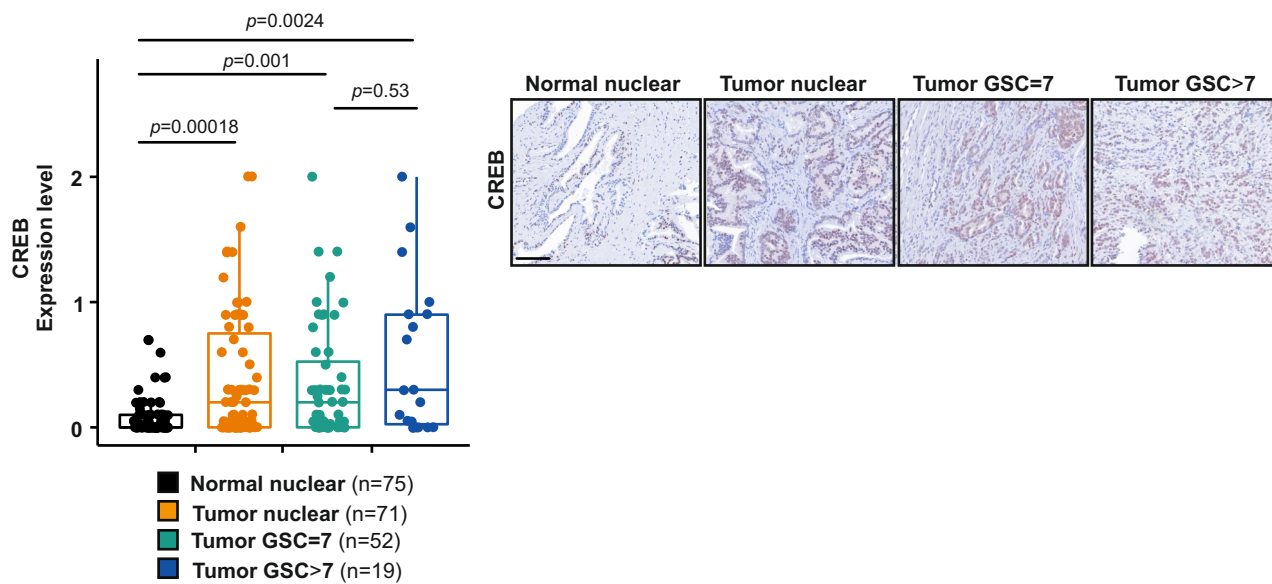 p=0.0024
p=0.001
p=0.53
p=0.00018
2
1
0
CREB
Expression level
Normal nuclear (n=75)
Tumor nuclear (n=71)
Tumor GSC=7 (n=52)
Tumor GSC>7 (n=19)
Normal nuclear
Tumor nuclear
Tumor GSC=7
Tumor GSC>7
CREB